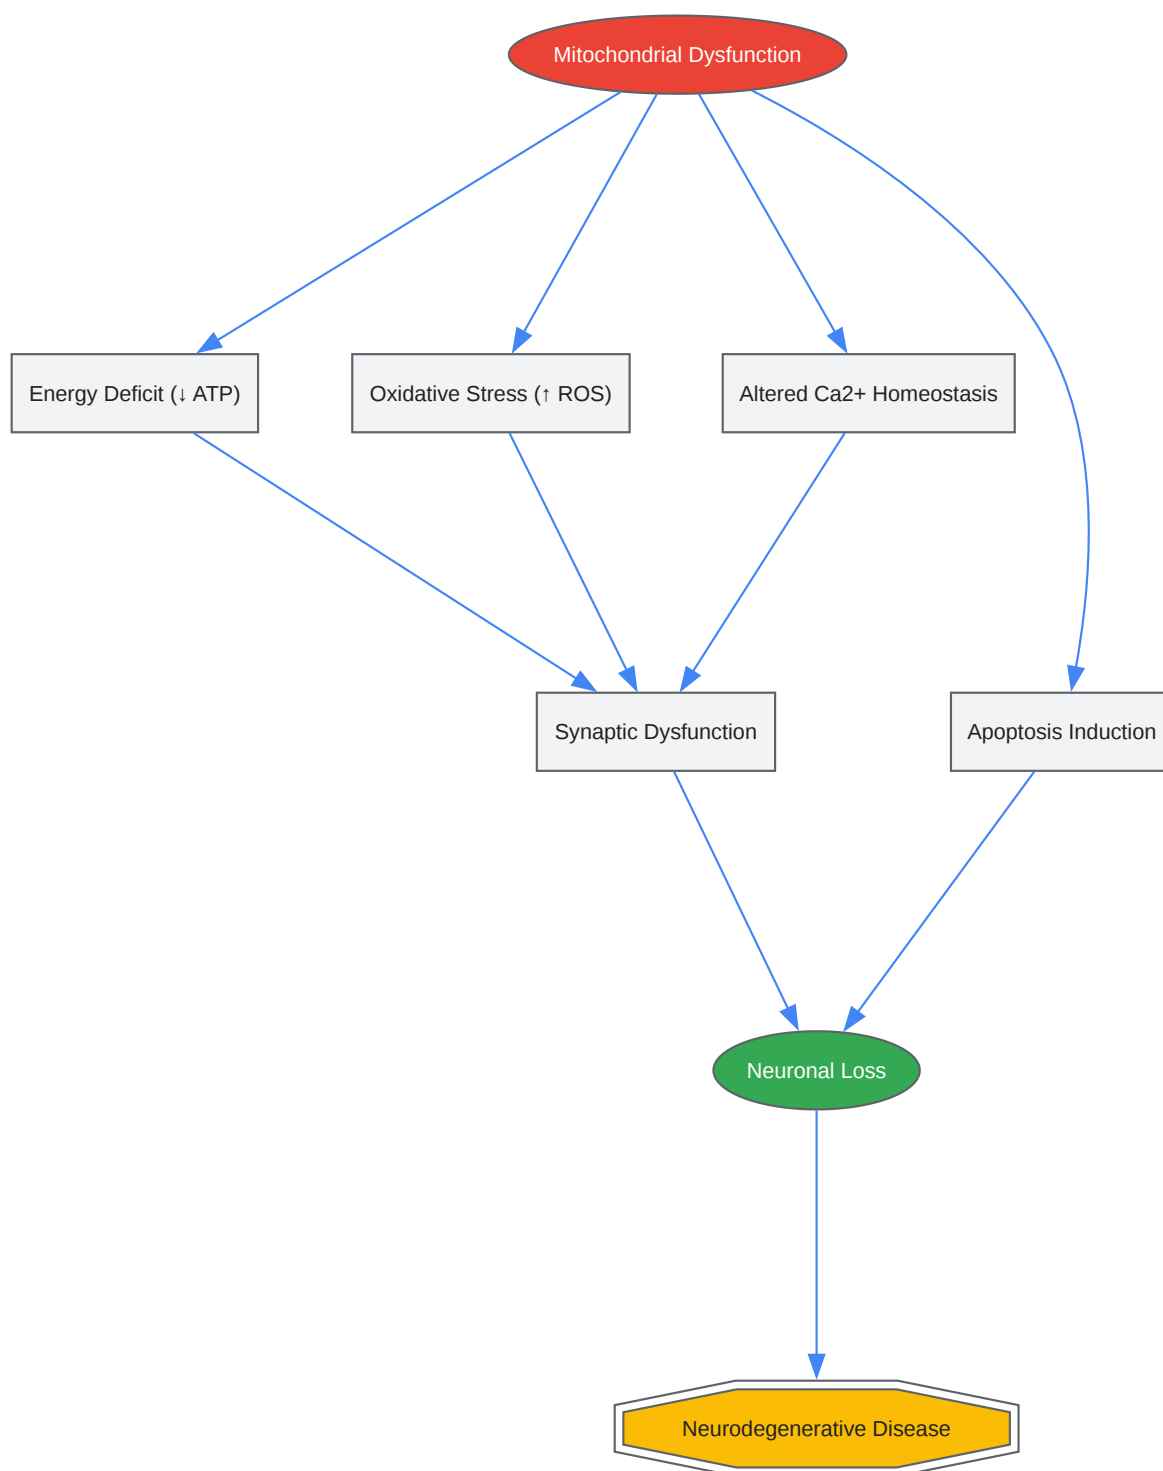 Mitochondrial Dysfunction
Energy Deficit (↓ ATP)
Oxidative Stress (↑ ROS)
Altered Ca2+ Homeostasis
Synaptic Dysfunction
Apoptosis Induction
Neuronal Loss
Neurodegenerative Disease